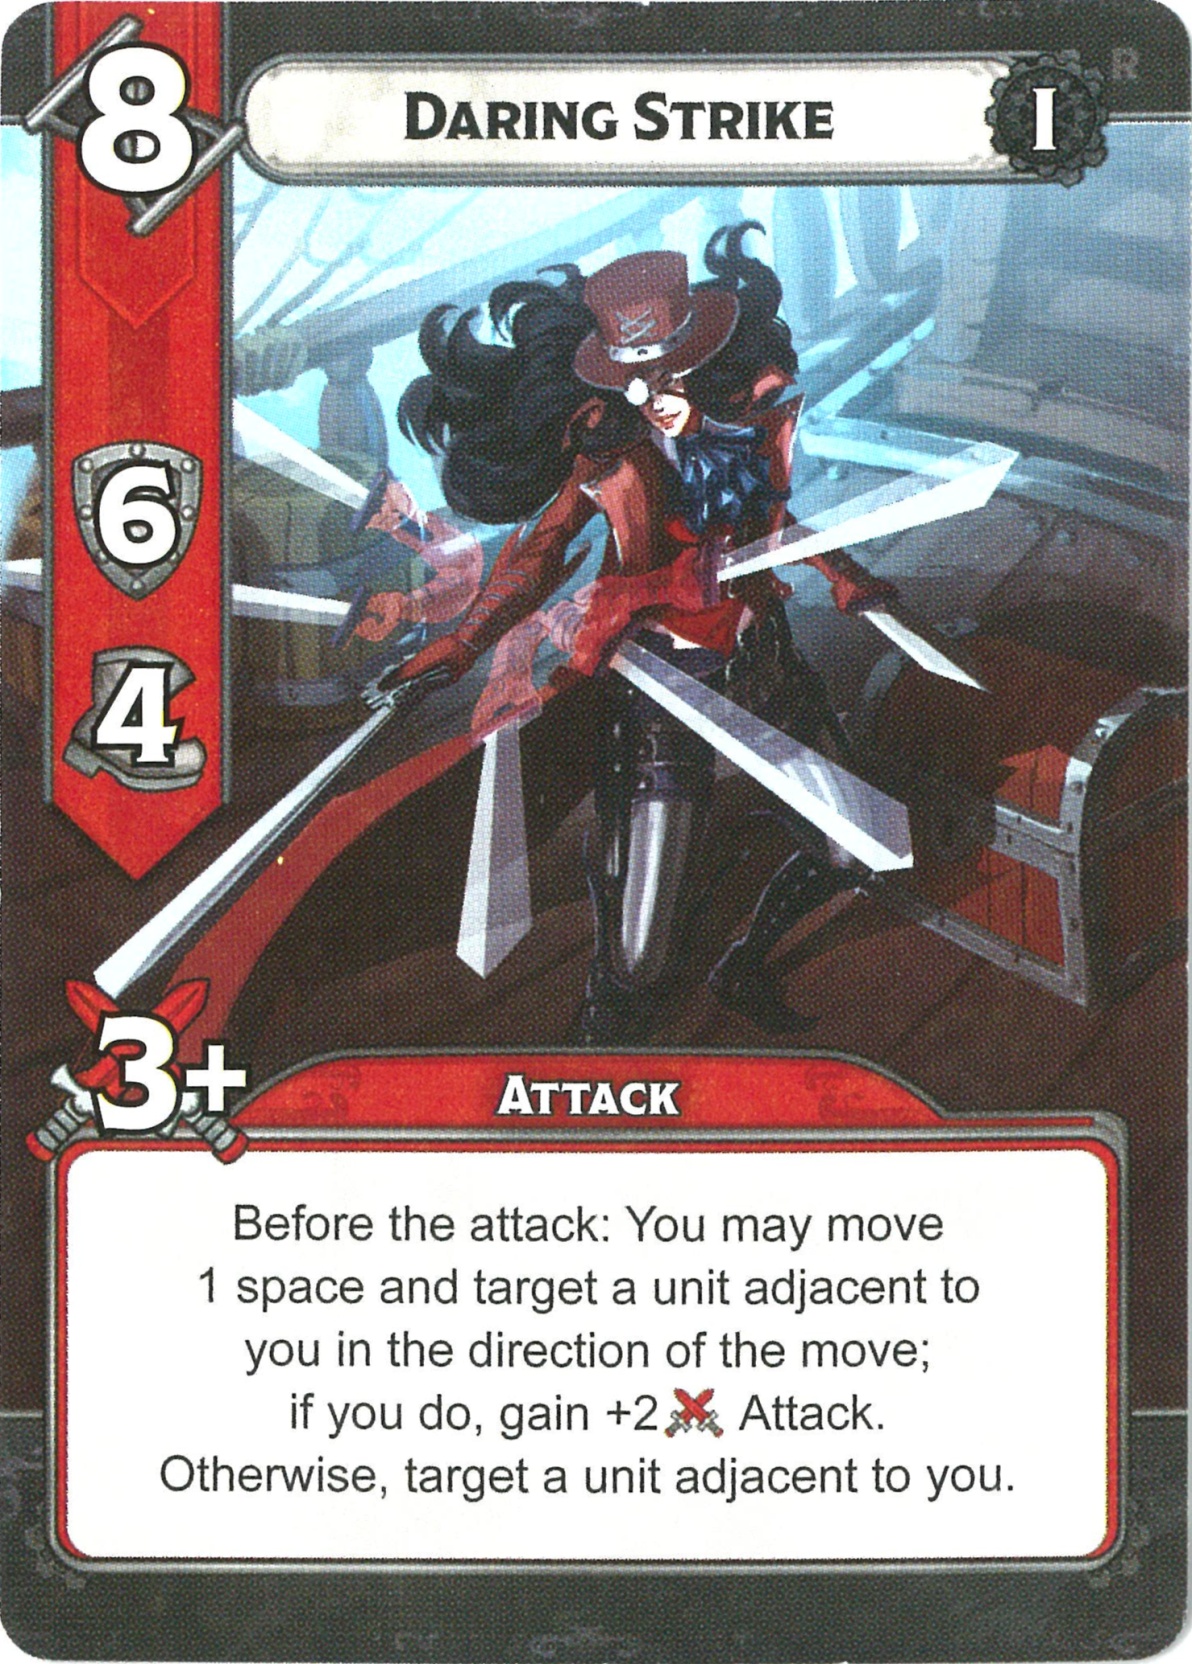 8
DARING STRIKE
I
R
6
4
3+
ATTACK
Before the attack: You may move
1 space and target a unit adjacent to
you in the direction of the move;
if you do, gain +2 Attack.
Otherwise, target a unit adjacent to you.